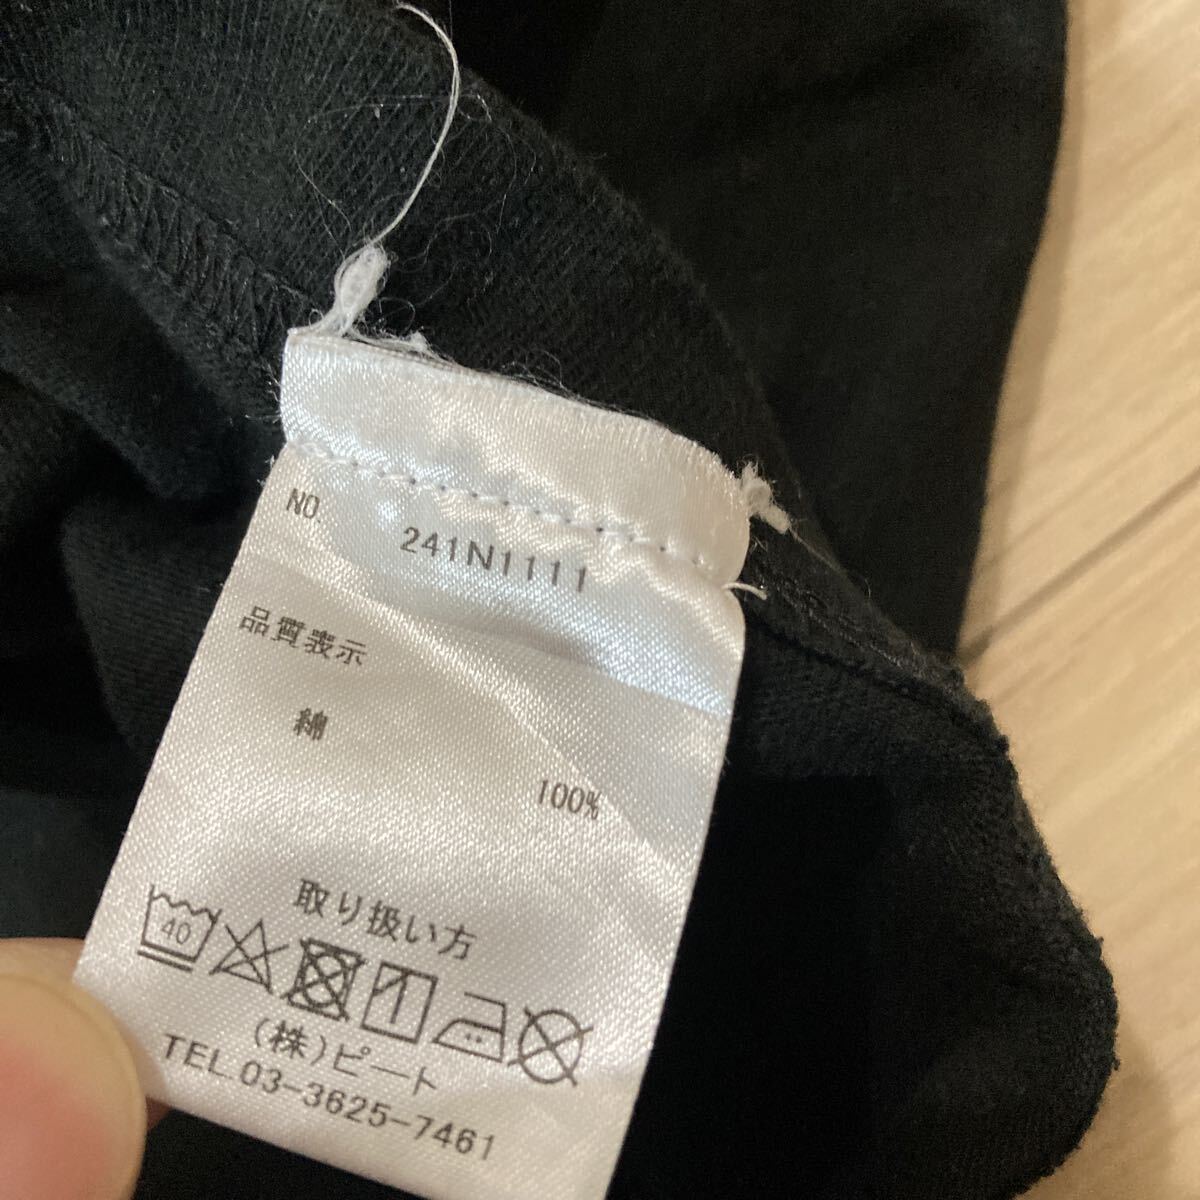 NO. 241N1111
品質表示
綿 100%
取り扱い方
40
(株)ピート
TEL.03-3625-7461